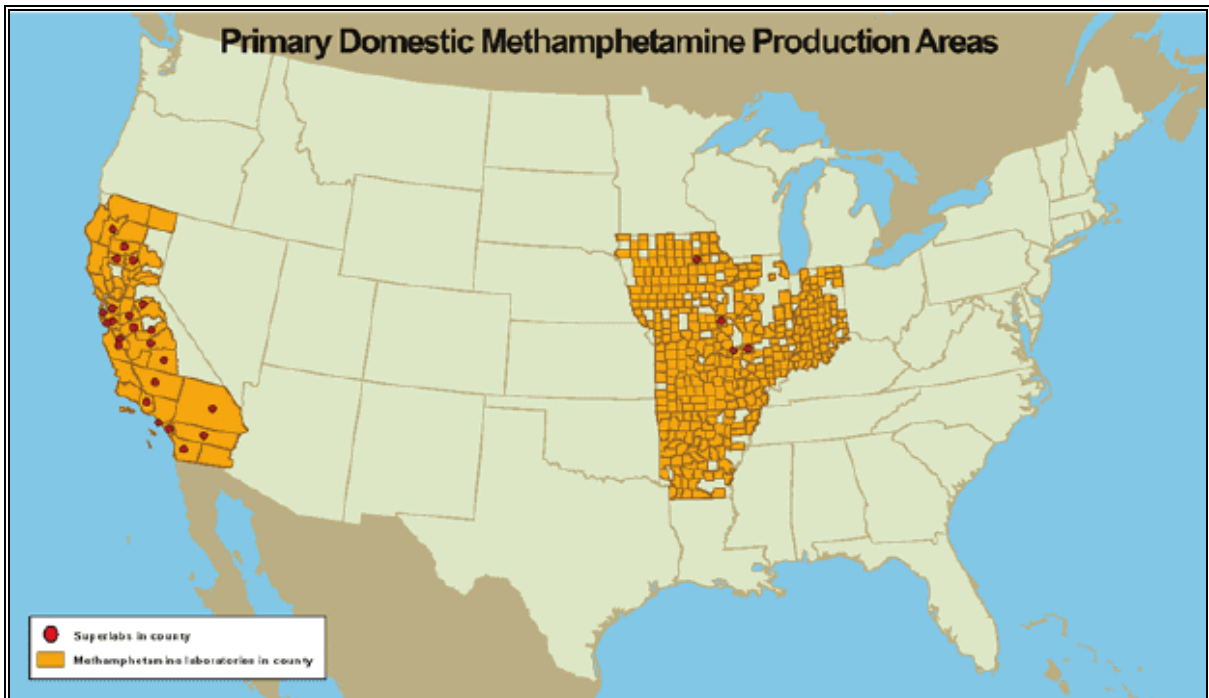 Primary Domestic Methamphetamine Production Areas
Superlabs in county
Methamphetamine laboratories in county